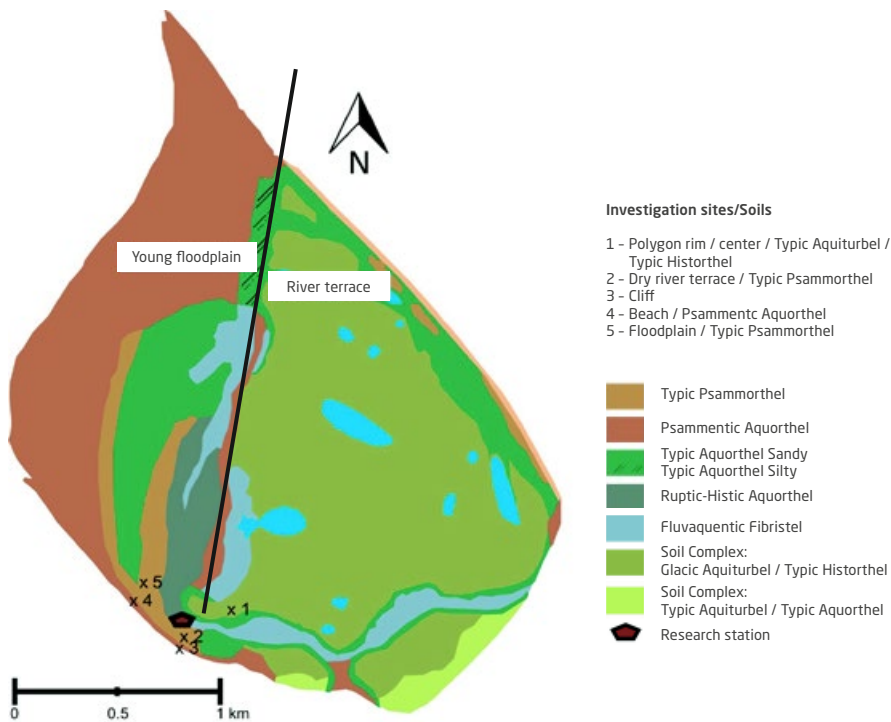 N
Young floodplain
River terrace
x 5
x 4
x 1
x 2
x 3
0 0.5 1 km
Investigation sites/Soils
1 – Polygon rim / center / Typic Aquiturbel /
Typic Historthel
2 – Dry river terrace / Typic Psammorthel
3 – Cliff
4 – Beach / Psammentc Aquorthel
5 – Floodplain / Typic Psammorthel
Typic Psammorthel
Psammentic Aquorthel
Typic Aquorthel Sandy
Typic Aquorthel Silty
Ruptic-Histic Aquorthel
Fluvaquentic Fibristel
Soil Complex:
Glacic Aquiturbel / Typic Historthel
Soil Complex:
Typic Aquiturbel / Typic Aquorthel
Research station